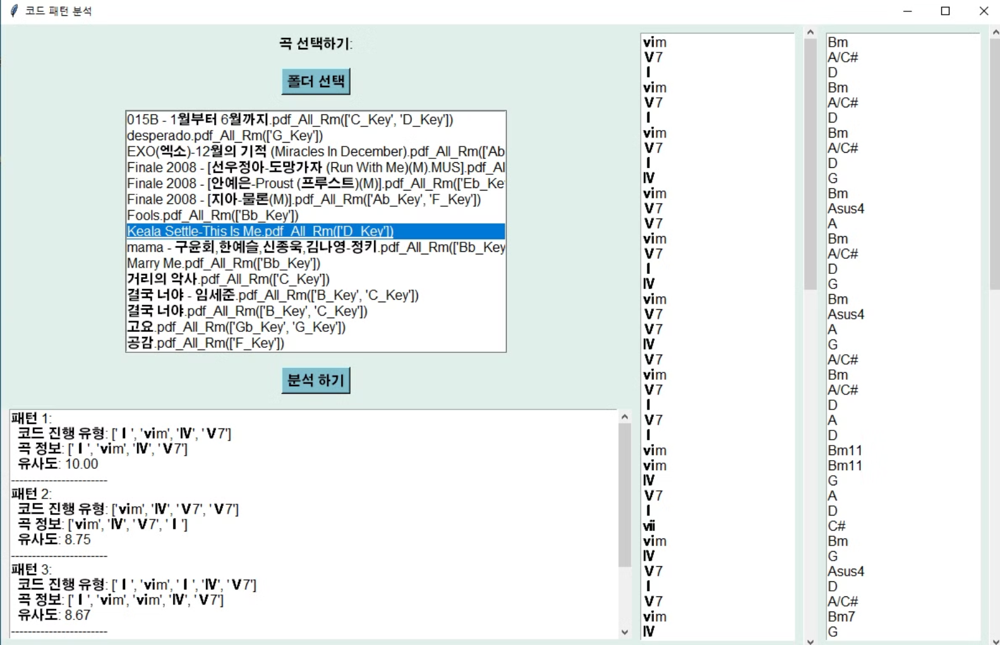 코드 패턴 분석
곡 선택하기:
폴더 선택
015B - 1월부터 6월까지.pdf_All_Rm(['C_Key', 'D_Key'])
desperado.pdf_All_Rm(['G_Key'])
EXO(엑소)-12월의 기적 (Miracles In December).pdf_All_Rm(['Ab
Finale 2008 - [선우정아-도망가자 (Run With Me)(M).MUS].pdf_Al
Finale 2008 - [안예은-Proust (프루스트)(M)].pdf_All_Rm(['Eb_Ke
Finale 2008 - [지아-물론(M)].pdf_All_Rm(['Ab_Key', 'F_Key'])
Fools.pdf_All_Rm(['Bb_Key'])
Keala Settle-This Is Me.pdf_All_Rm(['D_Key'])
mama - 구윤회,한예슬,신종욱,김나영-정키.pdf_All_Rm(['Bb_Key
Marry Me.pdf_All_Rm(['Bb_Key'])
거리의 악사.pdf_All_Rm(['C_Key'])
결국 너야 - 임세준.pdf_All_Rm(['B_Key', 'C_Key'])
결국 너야.pdf_All_Rm(['B_Key', 'C_Key'])
고요.pdf_All_Rm(['Gb_Key', 'G_Key'])
공감.pdf_All_Rm(['F_Key'])
분석 하기
패턴 1:
코드 진행 유형: ['Ⅰ', 'ⅵm', 'Ⅳ', 'Ⅴ7']
곡 정보: ['Ⅰ', 'ⅵm', 'Ⅳ', 'Ⅴ7']
유사도: 10.00
-----------------------
패턴 2:
코드 진행 유형: ['ⅵm', 'Ⅳ', 'Ⅴ7', 'Ⅴ7']
곡 정보: ['ⅵm', 'Ⅳ', 'Ⅴ7', 'Ⅰ']
유사도: 8.75
-----------------------
패턴 3:
코드 진행 유형: ['Ⅰ', 'ⅵm', 'Ⅰ', 'Ⅳ', 'Ⅴ7']
곡 정보: ['Ⅰ', 'ⅵm', 'ⅵm', 'Ⅳ', 'Ⅴ7']
유사도: 8.67
-----------------------
ⅵm
Ⅴ7
Ⅰ
ⅵm
Ⅴ7
Ⅰ
ⅵm
Ⅴ7
Ⅰ
Ⅳ
ⅵm
Ⅴ7
Ⅴ7
ⅵm
Ⅴ7
Ⅰ
Ⅳ
ⅵm
Ⅴ7
Ⅴ7
Ⅳ
Ⅴ7
ⅵm
Ⅴ7
Ⅰ
Ⅴ7
Ⅰ
ⅵm
ⅵm
Ⅳ
Ⅴ7
Ⅰ
ⅶ
ⅵm
Ⅳ
Ⅴ7
Ⅰ
Ⅴ7
ⅵm
Ⅳ
Bm
A/C#
D
Bm
A/C#
D
Bm
A/C#
D
G
Bm
Asus4
A
Bm
A/C#
D
G
Bm
Asus4
A
G
A/C#
Bm
A/C#
D
A
D
Bm11
Bm11
G
A
D
C#
Bm
G
Asus4
D
A/C#
Bm7
G